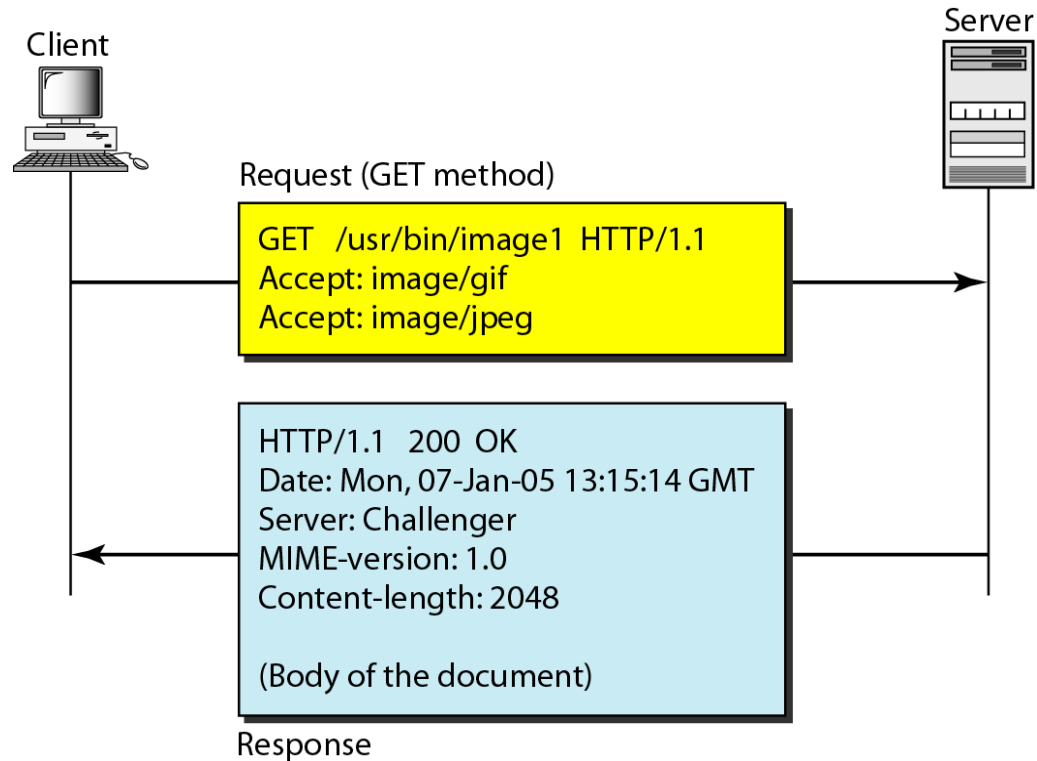 Client
Server
Request (GET method)
GET /usr/bin/image1 HTTP/1.1
Accept: image/gif
Accept: image/jpeg
HTTP/1.1 200 OK
Date: Mon, 07-Jan-05 13:15:14 GMT
Server: Challenger
MIME-version: 1.0
Content-length: 2048
(Body of the document)
Response